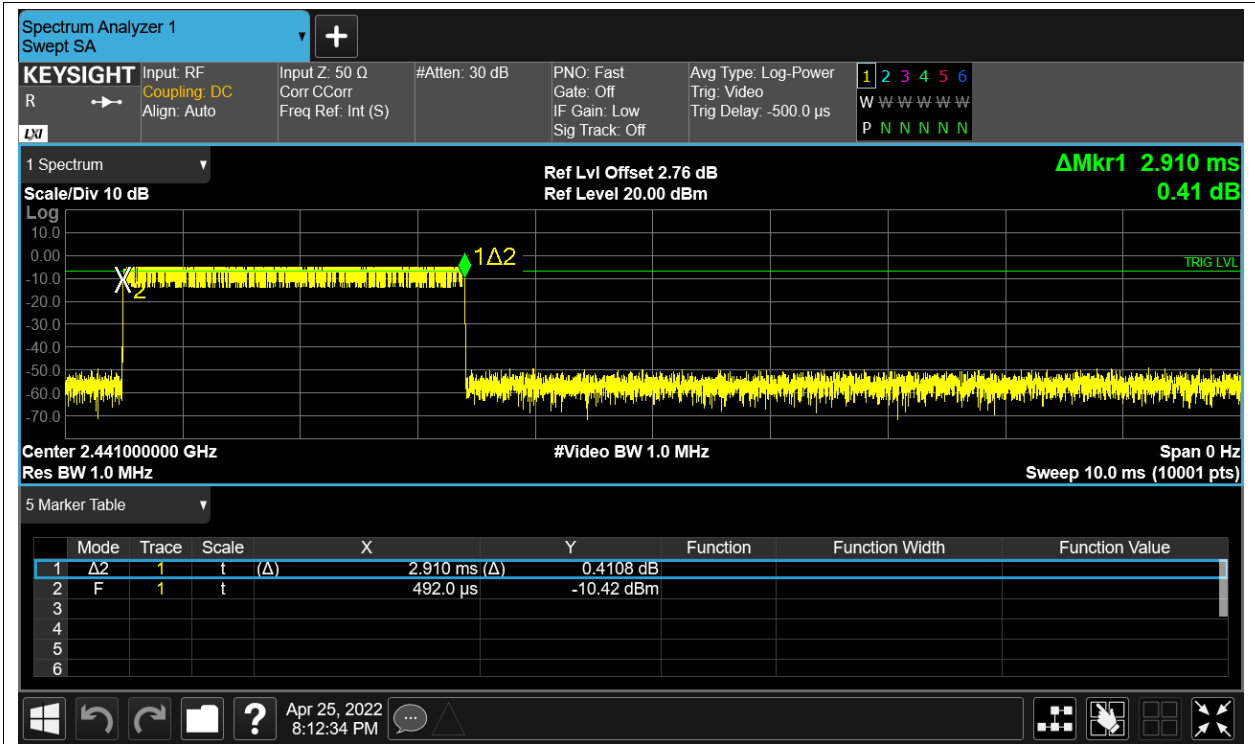 Spectrum Analyzer 1
Swept SA
KEYSIGHT Input: RF Input Z: 50 Ω #Atten: 30 dB PNO: Fast Avg Type: Log-Power 1 2 3 4 5 6
R Coupling: DC Corr CCorr Gate: Off Trig: Video W W W W W W
Align: Auto Freq Ref: Int (S) IF Gain: Low Trig Delay: -500.0 µs
LXI Sig Track: Off P N N N N N
1 Spectrum Ref Lvl Offset 2.76 dB ΔMkr1 2.910 ms
Scale/Div 10 dB Ref Level 20.00 dBm 0.41 dB
Log
10.0
0.00 1Δ2 TRIG LVL
-10.0 2
-20.0
-30.0
-40.0
-50.0
-60.0
-70.0
Center 2.441000000 GHz #Video BW 1.0 MHz Span 0 Hz
Res BW 1.0 MHz Sweep 10.0 ms (10001 pts)
5 Marker Table
Mode Trace Scale X Y Function Function Width Function Value
1 Δ2 1 t (Δ) 2.910 ms (Δ) 0.4108 dB
2 F 1 t 492.0 µs -10.42 dBm
3
4
5
6
? Apr 25, 2022
8:12:34 PM